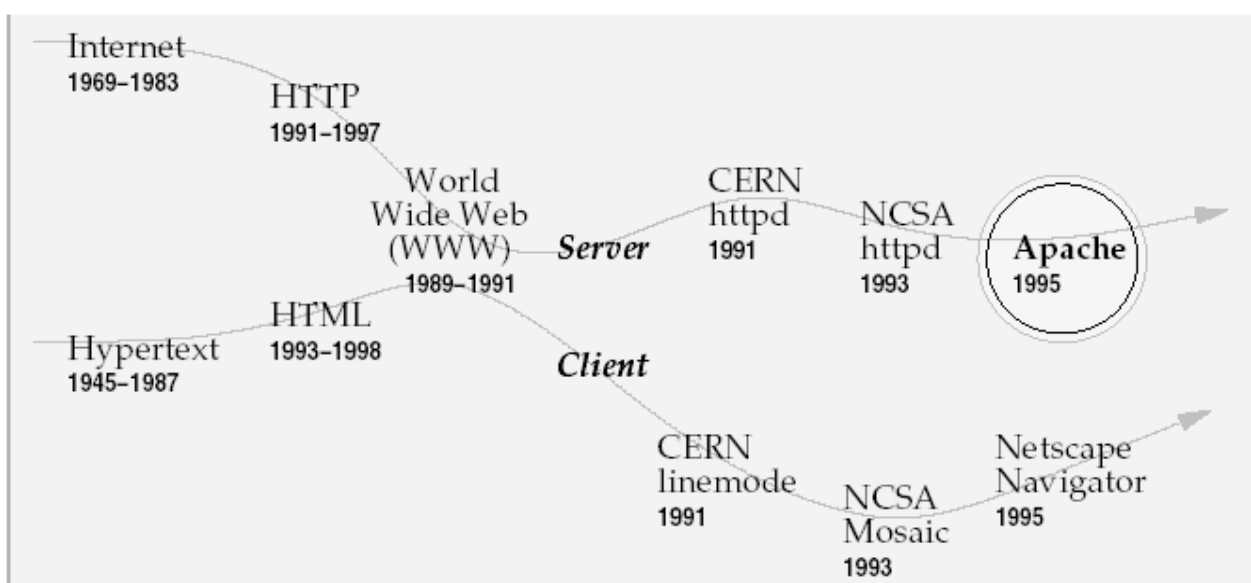 Internet
1969–1983
HTTP
1991–1997
World
Wide Web
(WWW)
1989–1991
Hypertext
1945–1987
HTML
1993–1998
Server
CERN
httpd
1991
NCSA
httpd
1993
Apache
1995
Client
CERN
linemode
1991
NCSA
Mosaic
1993
Netscape
Navigator
1995